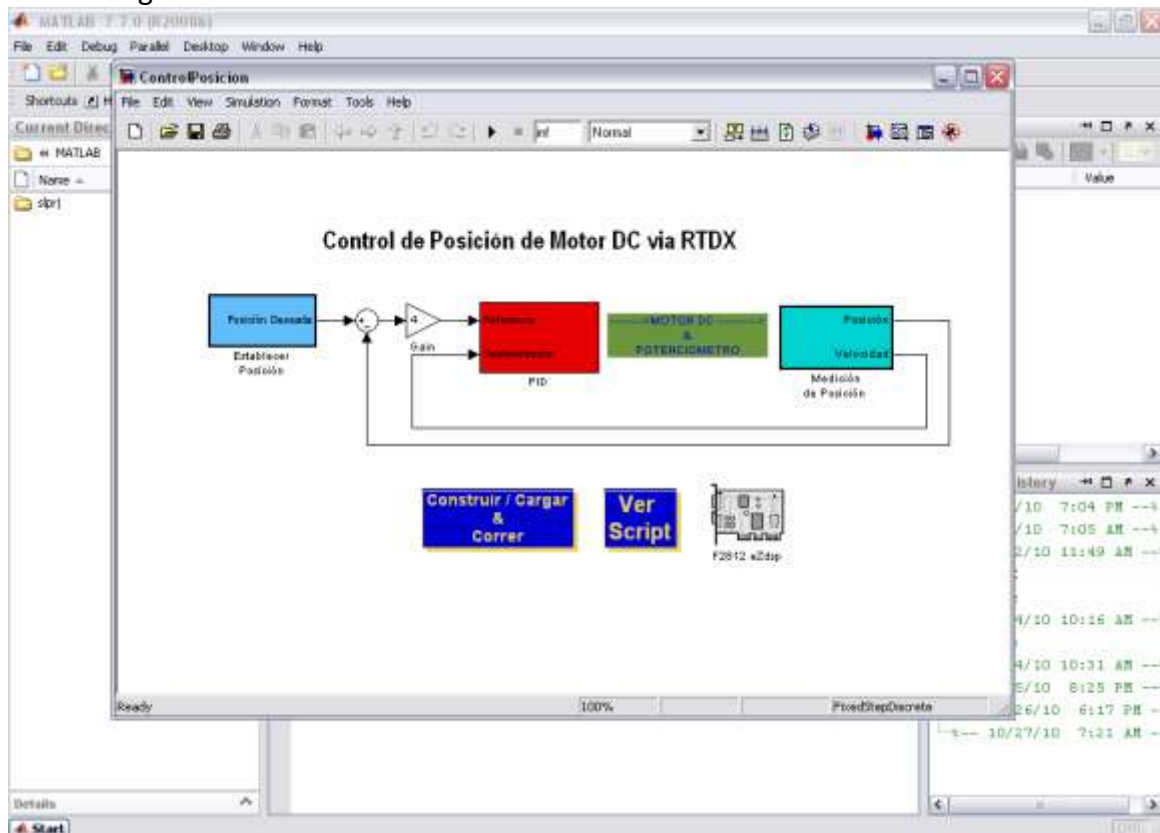 MATLAB 7.7.0 (R2008b)
File Edit Debug Parallel Desktop Window Help
Shortcuts
Current Direc
« MATLAB
Name
slprj
Details
Start
ControlPosicion
File Edit View Simulation Format Tools Help
inf Normal
Control de Posición de Motor DC via RTDX
Posición Deseada
Establecer
Posición
4
Gain
Referencia
PID
MOTOR DC
&
POTENCIOMETRO
Posición
Velocidad
Medición
de Posición
Construir / Cargar
&
Correr
Ver
Script
F2812 eZdsp
Ready 100% FixedStepDiscrete
Value
istory
/10 7:04 PM --%
/10 7:05 AM --%
2/10 11:49 AM --
4/10 10:16 AM --
4/10 10:31 AM --
5/10 8:25 PM --
26/10 6:17 PM -
%-- 10/27/10 7:21 AM -